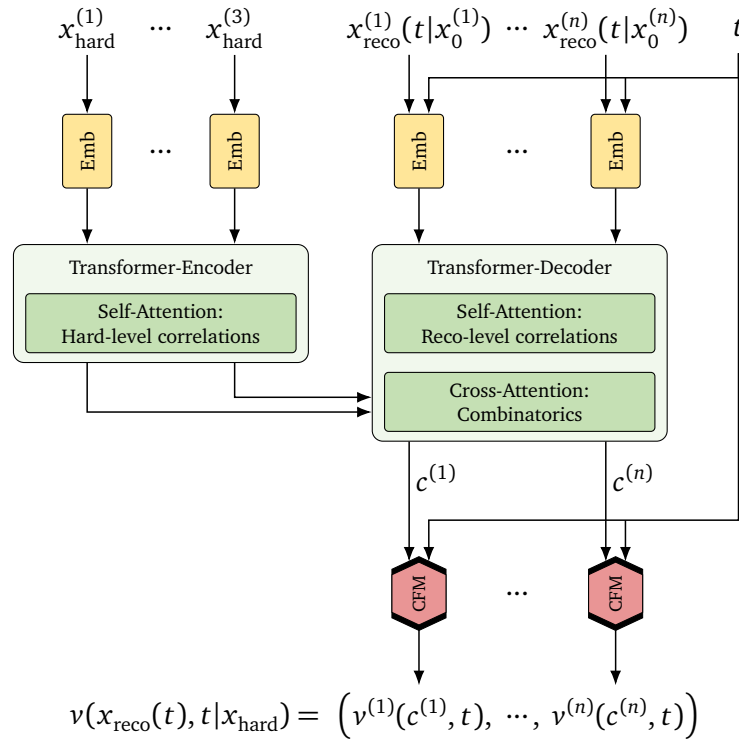 x_hard^(1) ··· x_hard^(3) x_reco^(1)(t|x_0^(1)) ··· x_reco^(n)(t|x_0^(n)) t
Emb ··· Emb Emb ··· Emb
Transformer-Encoder Transformer-Decoder
Self-Attention: Self-Attention:
Hard-level correlations Reco-level correlations
Cross-Attention:
Combinatorics
c^(1) c^(n)
CFM ··· CFM
v(x_reco(t), t|x_hard) = (v^(1)(c^(1), t), ···, v^(n)(c^(n), t))